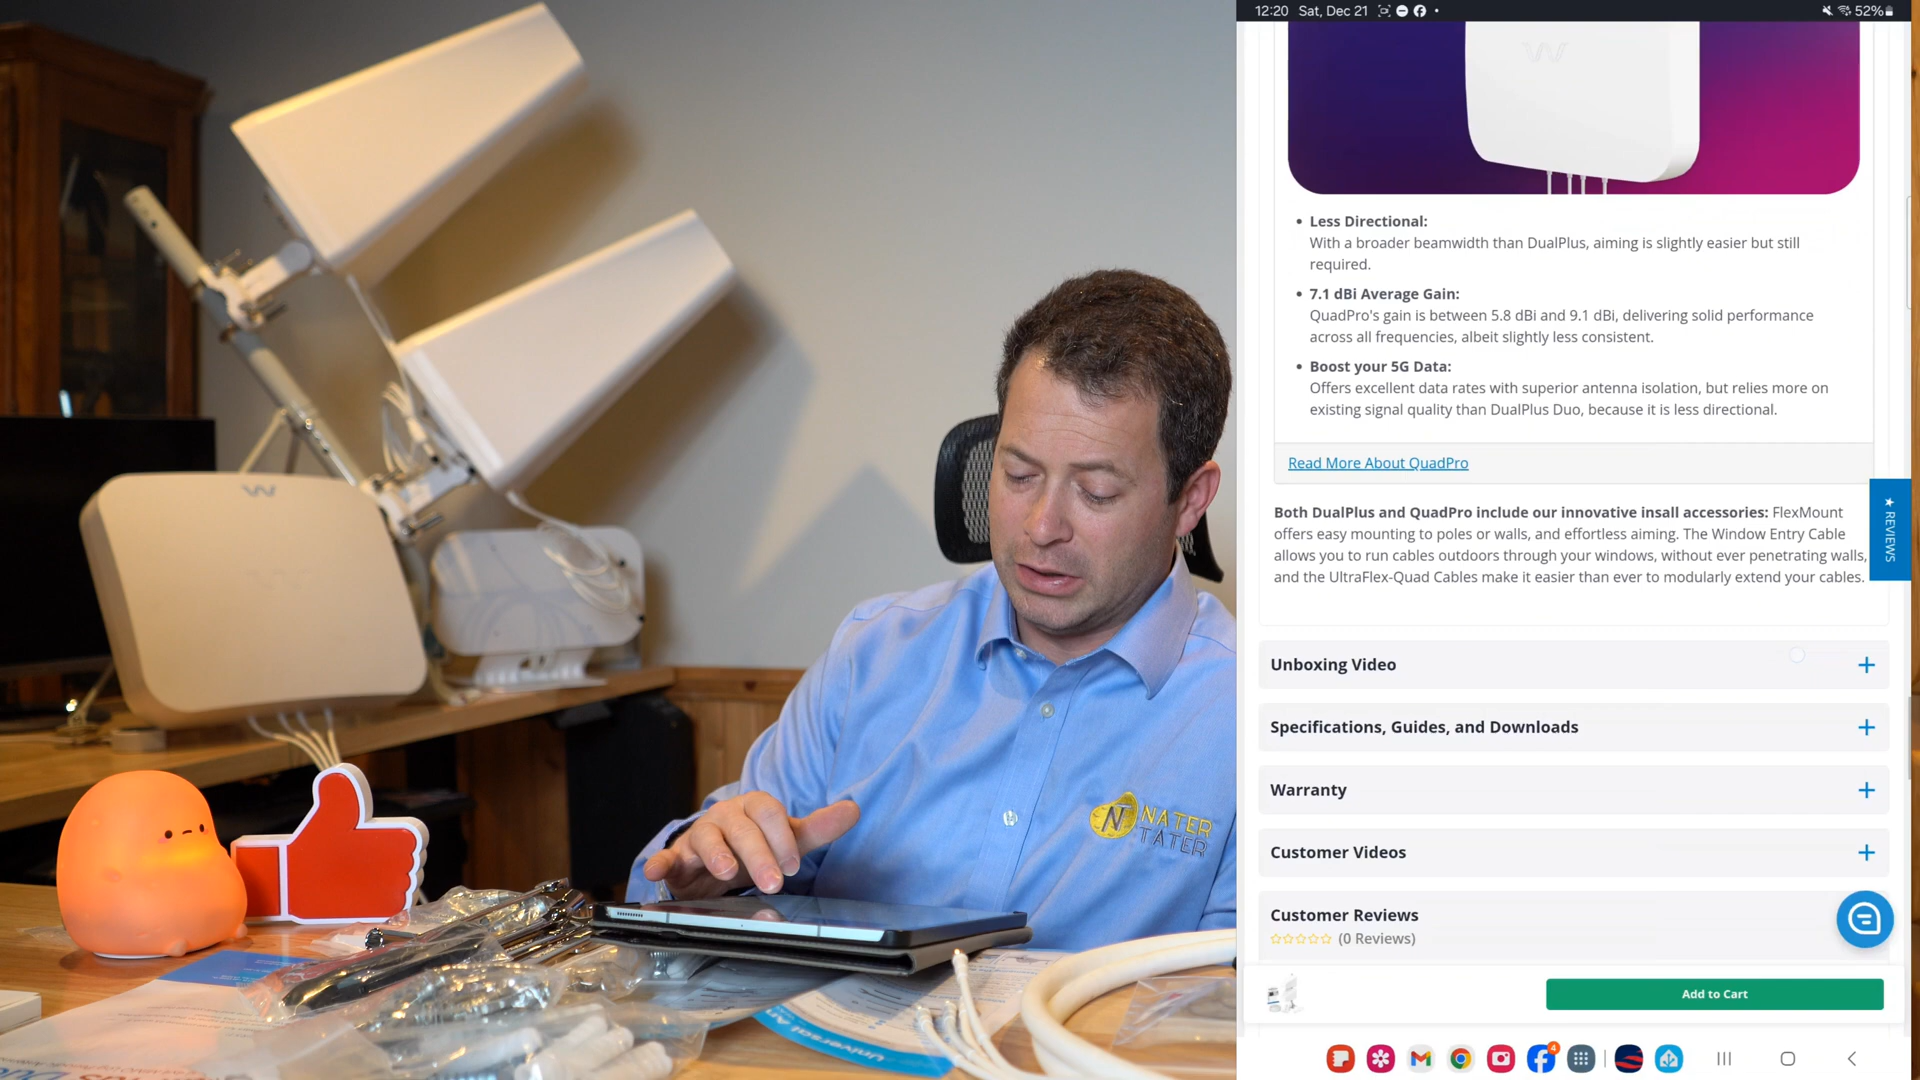 12:20 Sat, Dec 21
52%
W
Less Directional:
With a broader beamwidth than DualPlus, aiming is slightly easier but still
required.
7.1 dBi Average Gain:
QuadPro's gain is between 5.8 dBi and 9.1 dBi, delivering solid performance
across all frequencies, albeit slightly less consistent.
Boost your 5G Data:
Offers excellent data rates with superior antenna isolation, but relies more on
existing signal quality than DualPlus Duo, because it is less directional.
Read More About QuadPro
Both DualPlus and QuadPro include our innovative insall accessories: FlexMount
offers easy mounting to poles or walls, and effortless aiming. The Window Entry Cable
allows you to run cables outdoors through your windows, without ever penetrating walls,
and the UltraFlex-Quad Cables make it easier than ever to modularly extend your cables.
★ REVIEWS
Unboxing Video
Specifications, Guides, and Downloads
Warranty
Customer Videos
Customer Reviews
(0 Reviews)
Add to Cart
4
N NATER
TATER
Universal An